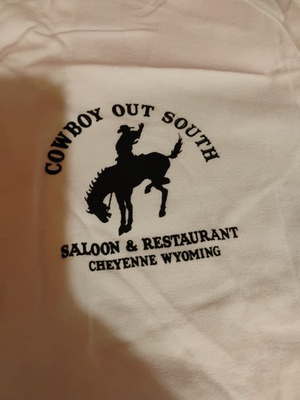 COWBOY OUT SOUTH
SALOON & RESTAURANT
CHEYENNE WYOMING